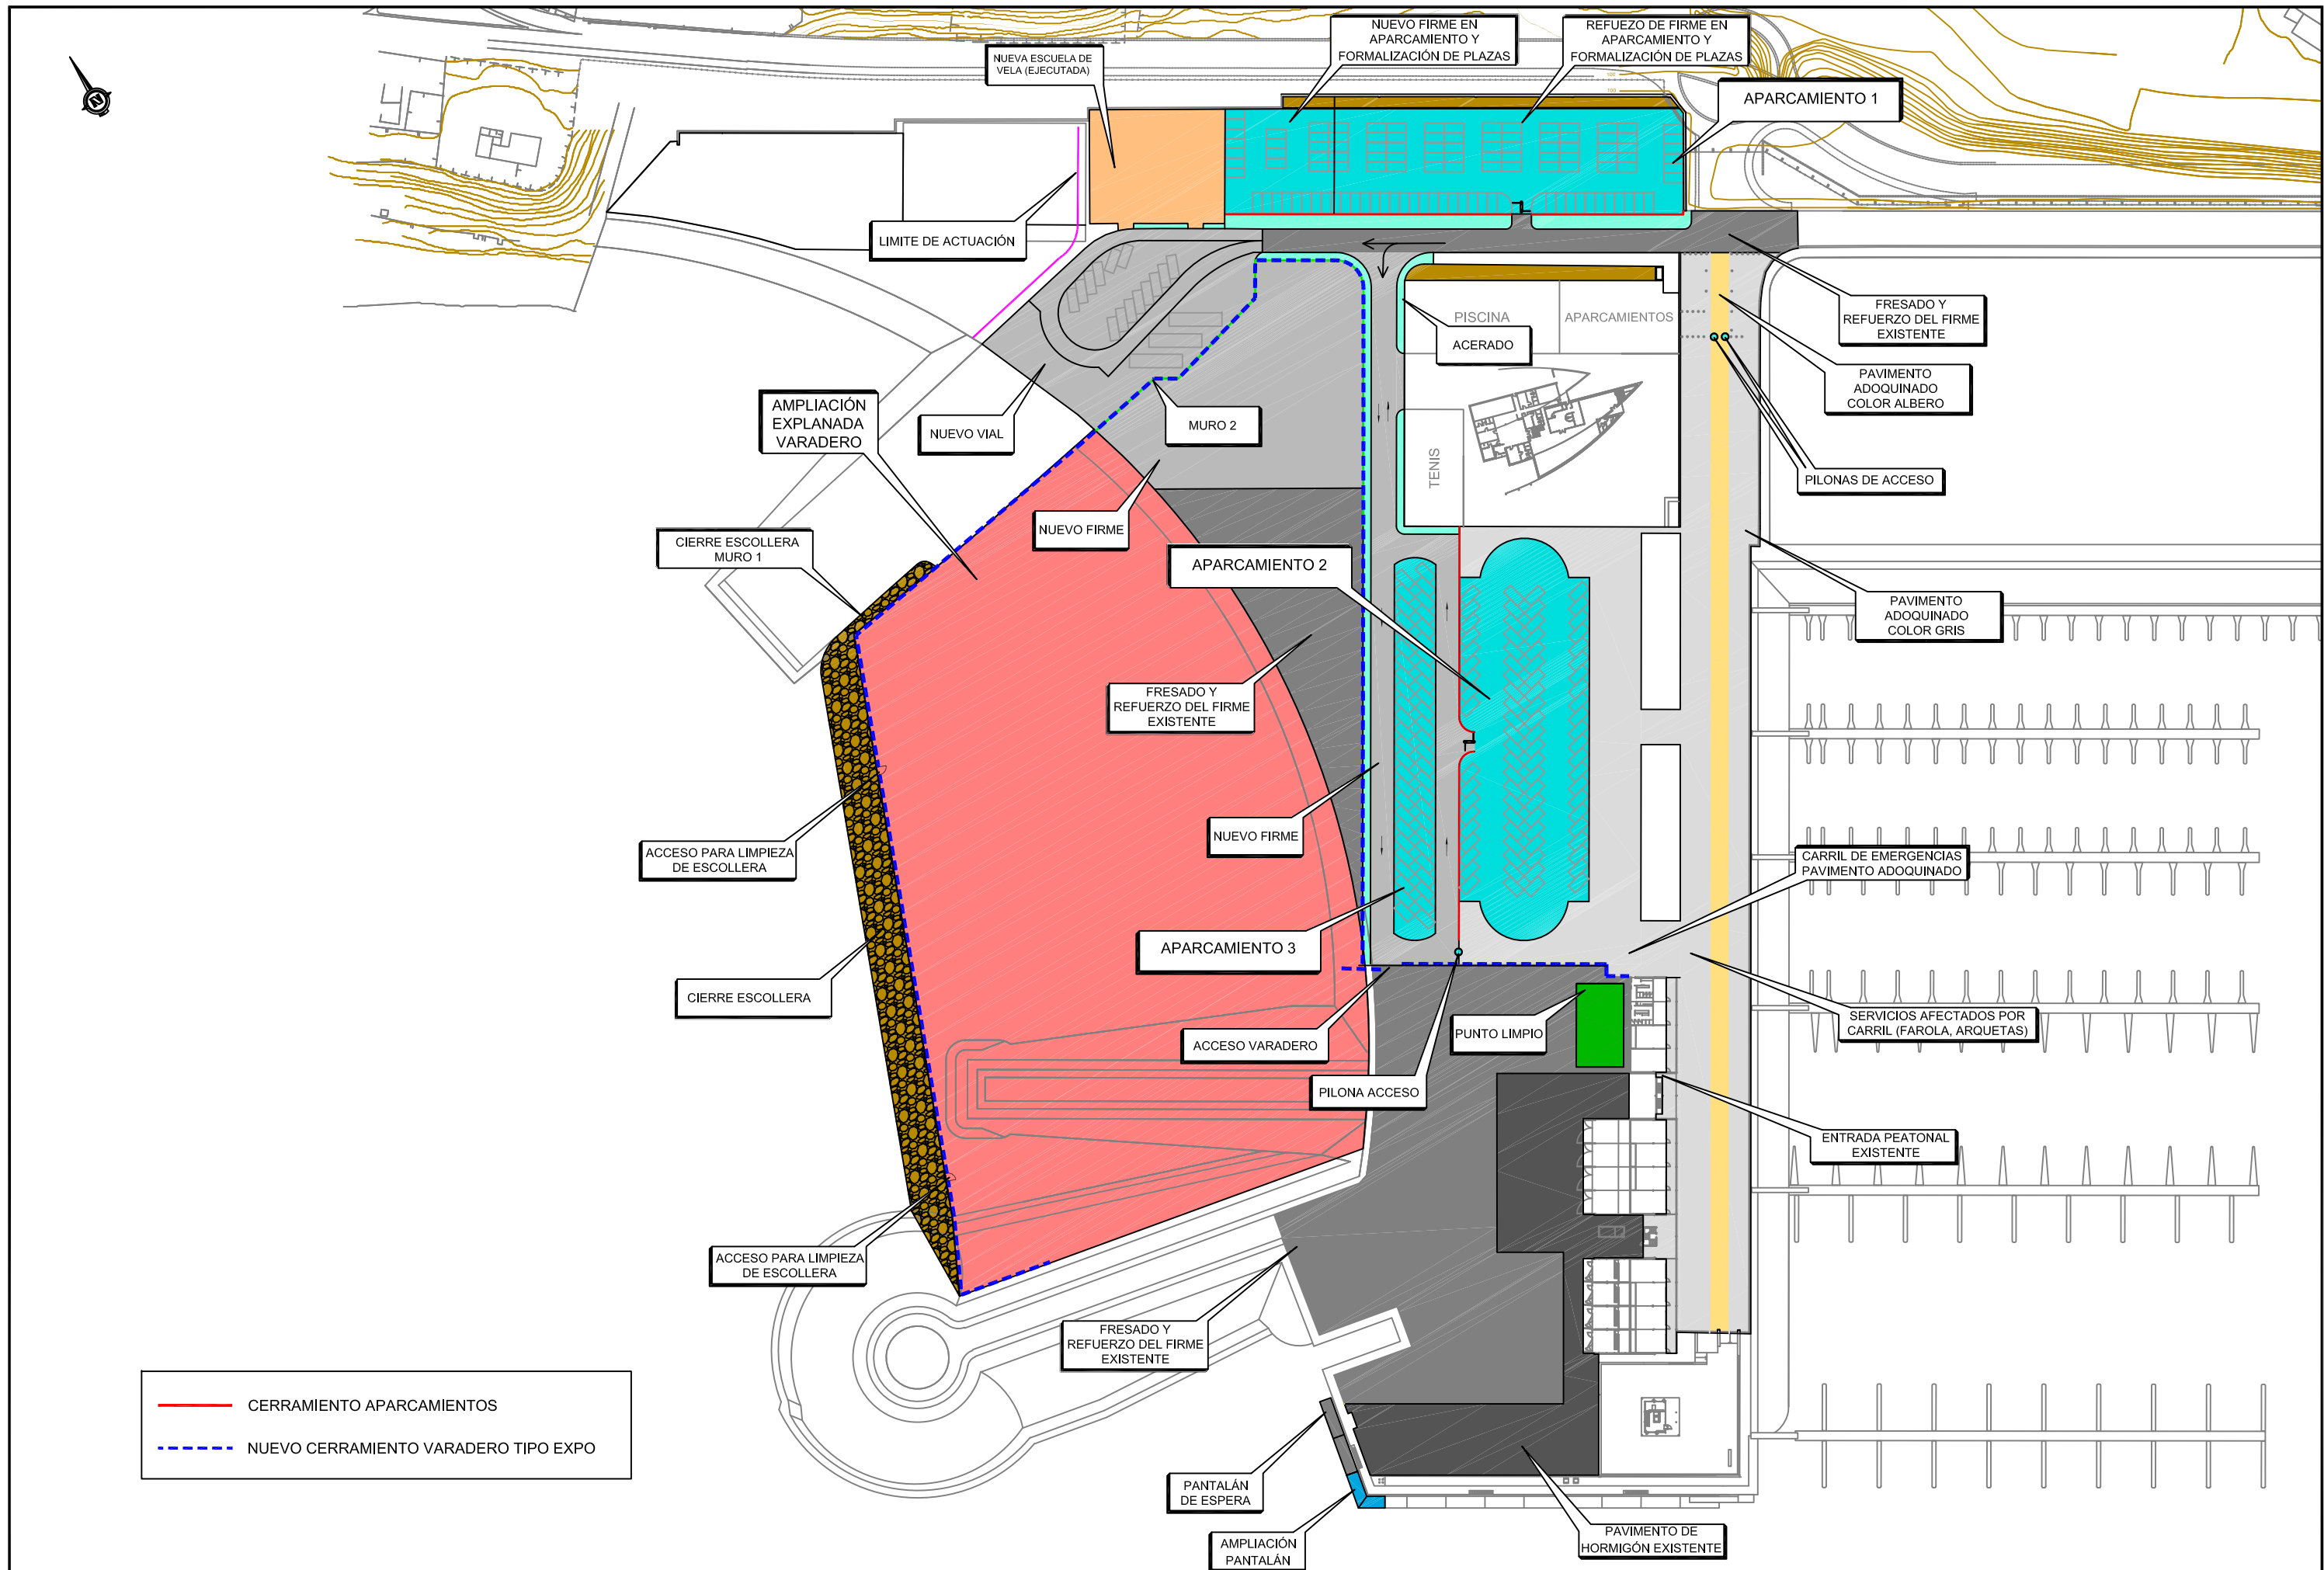 NUEVO FIRME EN
APARCAMIENTO Y
FORMALIZACIÓN DE PLAZAS
REFUEZO DE FIRME EN
APARCAMIENTO Y
FORMALIZACIÓN DE PLAZAS
NUEVA ESCUELA DE
VELA (EJECUTADA)
APARCAMIENTO 1
N
100
100
LIMITE DE ACTUACIÓN
FRESADO Y
REFUERZO DEL FIRME
EXISTENTE
PISCINA
APARCAMIENTOS
ACERADO
PAVIMENTO
ADOQUINADO
COLOR ALBERO
AMPLIACIÓN
EXPLANADA
VARADERO
NUEVO VIAL
MURO 2
TENIS
PILONAS DE ACCESO
NUEVO FIRME
CIERRE ESCOLLERA
MURO 1
APARCAMIENTO 2
PAVIMENTO
ADOQUINADO
COLOR GRIS
FRESADO Y
REFUERZO DEL FIRME
EXISTENTE
NUEVO FIRME
ACCESO PARA LIMPIEZA
DE ESCOLLERA
CARRIL DE EMERGENCIAS
PAVIMENTO ADOQUINADO
APARCAMIENTO 3
CIERRE ESCOLLERA
SERVICIOS AFECTADOS POR
CARRIL (FAROLA, ARQUETAS)
PUNTO LIMPIO
ACCESO VARADERO
PILONA ACCESO
ENTRADA PEATONAL
EXISTENTE
ACCESO PARA LIMPIEZA
DE ESCOLLERA
FRESADO Y
REFUERZO DEL FIRME
EXISTENTE
CERRAMIENTO APARCAMIENTOS
NUEVO CERRAMIENTO VARADERO TIPO EXPO
PANTALÁN
DE ESPERA
AMPLIACIÓN
PANTALÁN
PAVIMENTO DE
HORMIGÓN EXISTENTE